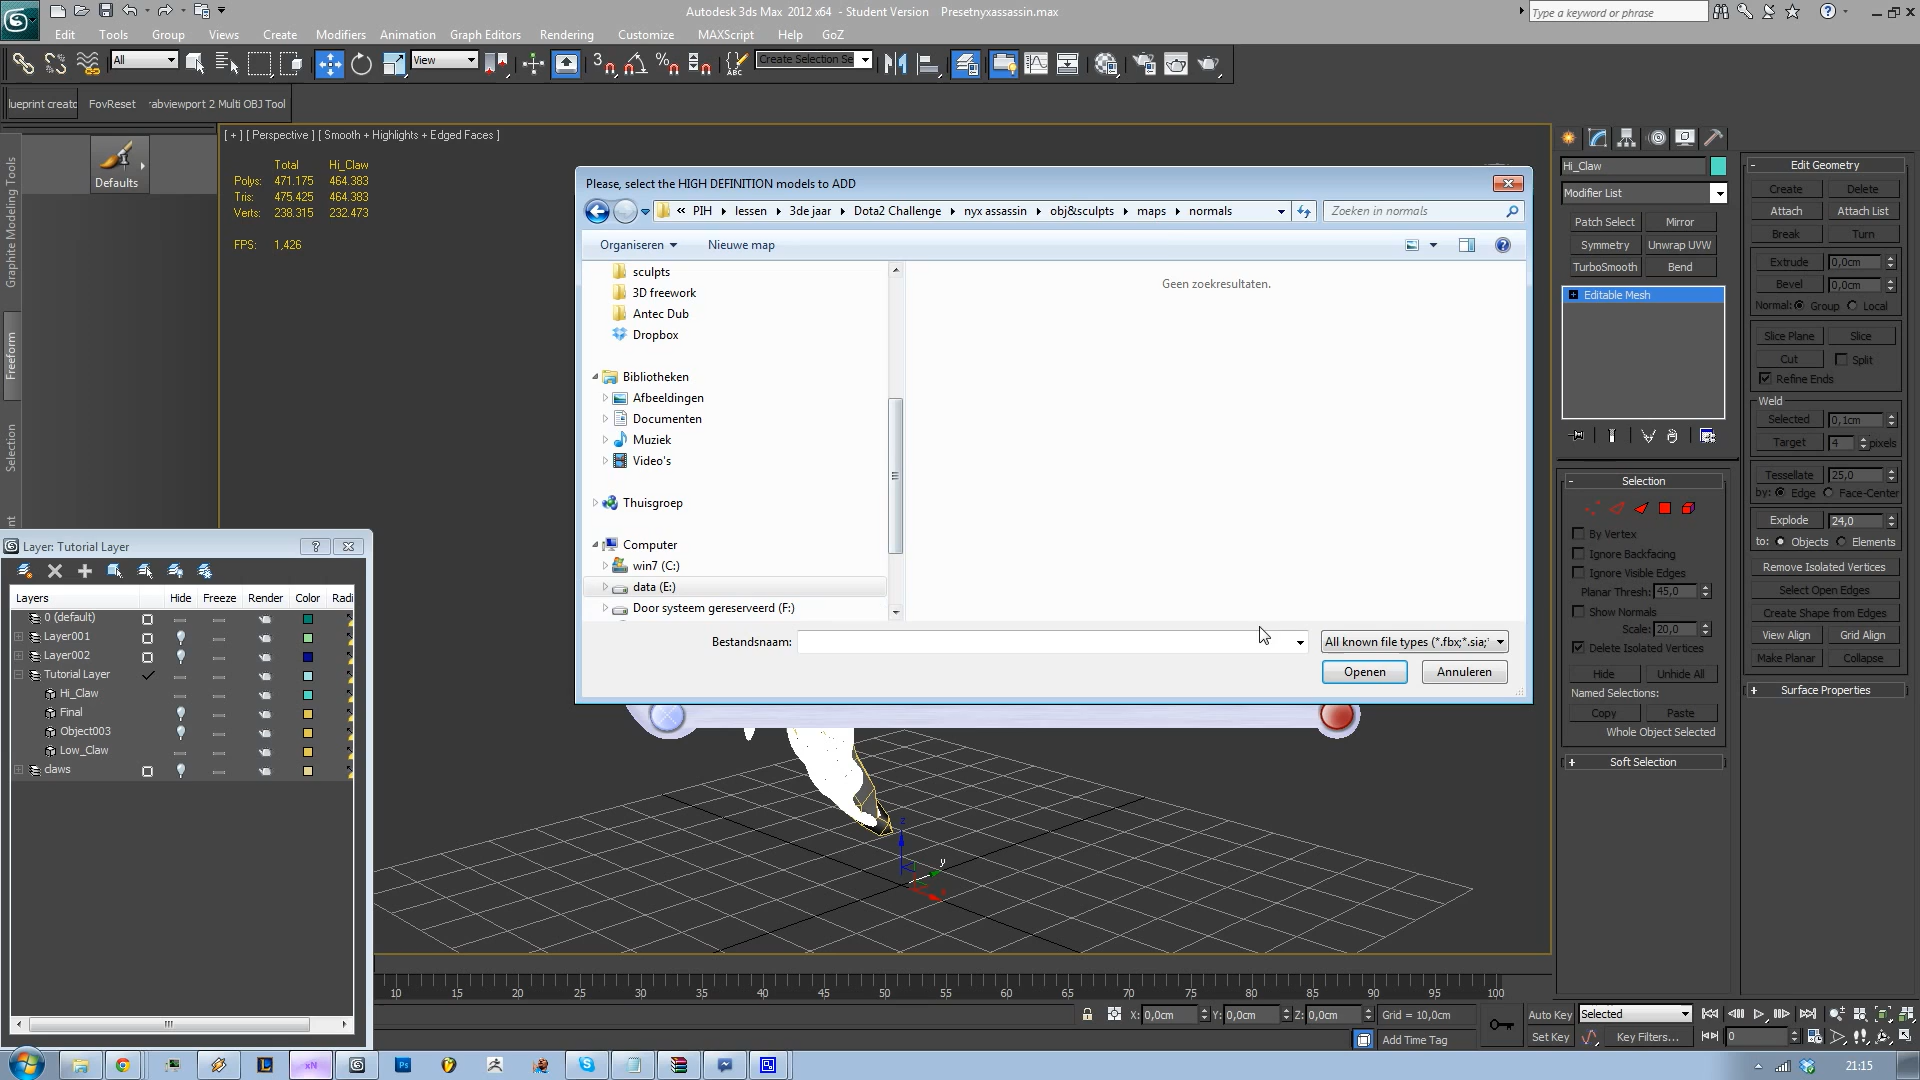 Autodesk 3ds Max 2012 x64 - Student Version Presetnyxassassin.max
Type a keyword or phrase
Edit Tools Group Views Create Modifiers Animation Graph Editors Rendering Customize MAXScript Help GoZ
All View Create Selection Se
lueprint creato FovReset rabviewport 2 Multi OBJ Tool
[ + ] [ Perspective ] [ Smooth + Highlights + Edged Faces ]
Total Hi_Claw
Polys: 471.175 464.383
Tris: 475.425 464.383
Verts: 238.315 232.473
FPS: 1,426
Graphite Modeling Tools
Freeform
Selection
Defaults
Please, select the HIGH DEFINITION models to ADD
« PIH lessen 3de jaar Dota2 Challenge nyx assassin obj&sculpts maps normals
Zoeken in normals
Organiseren Nieuwe map
sculpts
3D freework
Antec Dub
Dropbox
Bibliotheken
Afbeeldingen
Documenten
Muziek
Video's
Thuisgroep
Computer
win7 (C:)
data (E:)
Door systeem gereserveerd (F:)
Geen zoekresultaten.
Bestandsnaam:
All known file types (*.fbx;*.sia;*
Openen Annuleren
Layer: Tutorial Layer
Layers Hide Freeze Render Color Radi
0 (default)
Layer001
Layer002
Tutorial Layer
Hi_Claw
Final
Object003
Low_Claw
claws
z
y
Hi_Claw
Modifier List
Patch Select Mirror
Symmetry Unwrap UVW
TurboSmooth Bend
Editable Mesh
Selection
By Vertex
Ignore Backfacing
Ignore Visible Edges
Planar Thresh: 45,0
Show Normals
Scale: 20,0
Delete Isolated Vertices
Hide Unhide All
Named Selections:
Copy Paste
Whole Object Selected
Soft Selection
Edit Geometry
Create Delete
Attach Attach List
Break Turn
Extrude 0,0cm
Bevel 0,0cm
Normal: Group Local
Slice Plane Slice
Cut Split
Refine Ends
Weld
Selected 0,1cm
Target 4 pixels
Tessellate 25,0
by: Edge Face-Center
Explode 24,0
to: Objects Elements
Remove Isolated Vertices
Select Open Edges
Create Shape from Edges
View Align Grid Align
Make Planar Collapse
Surface Properties
10 15 20 25 30 35 40 45 50 55 60 65 70 75 80 85 90 95 100
X: 0,0cm Y: 0,0cm Z: 0,0cm Grid = 10,0cm
Auto Key Selected
Add Time Tag
Set Key Key Filters... 0
21:15